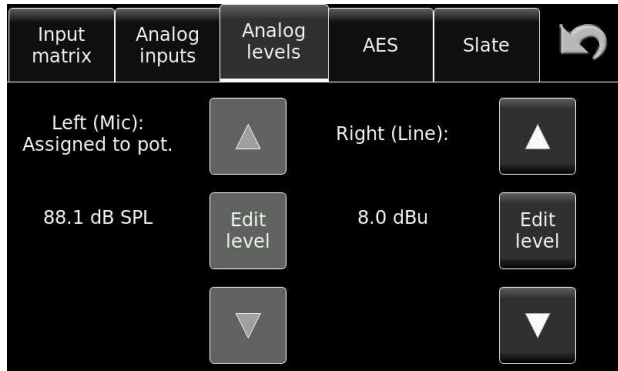 Input
matrix
Analog
inputs
Analog
levels
AES
Slate
Left (Mic):
Assigned to pot.
Right (Line):
88.1 dB SPL
Edit
level
8.0 dBu
Edit
level